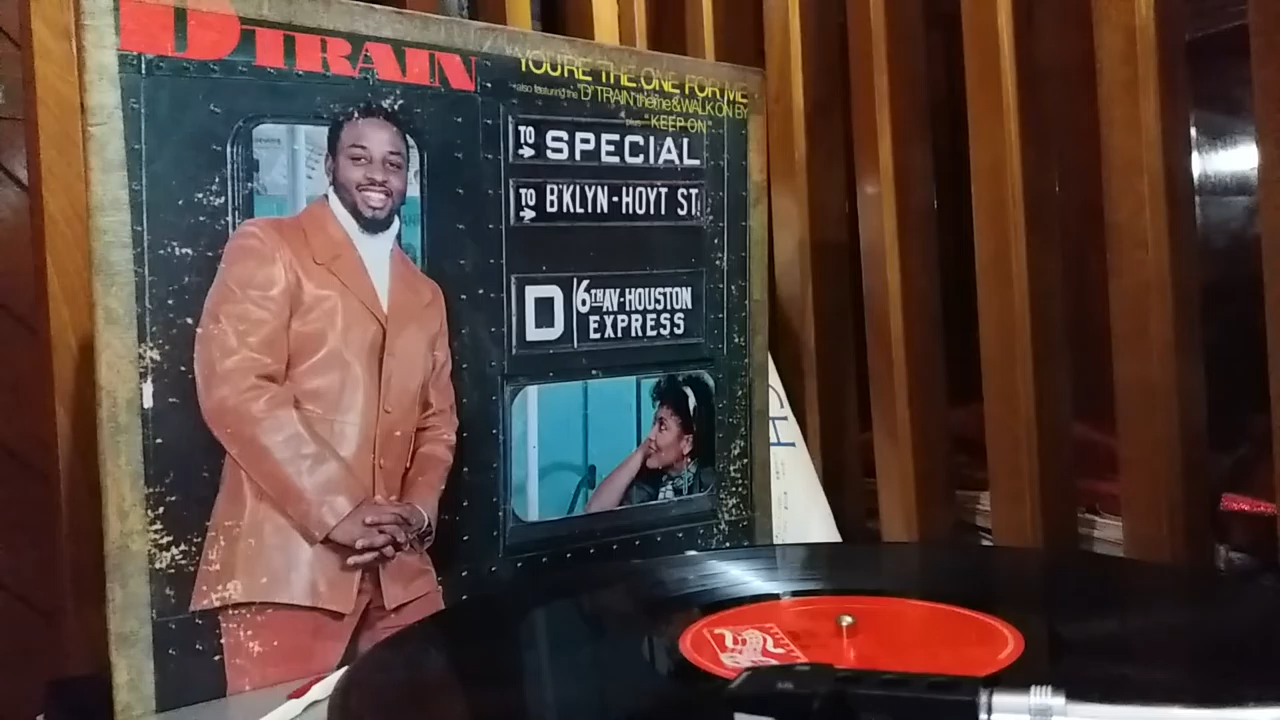 D TRAIN
"YOU'RE THE ONE FOR ME"
also featuring the "D" TRAIN theme & WALK ON BY
plus "KEEP ON"
TO SPECIAL
TO B'KLYN-HOYT ST.
D 6TH AV-HOUSTON
EXPRESS
CH